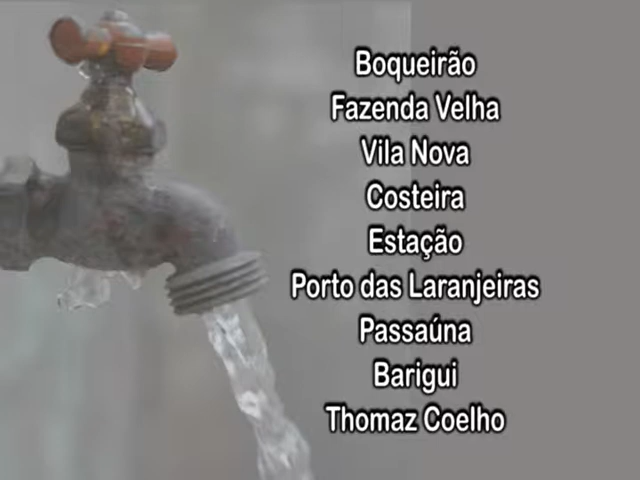 Boqueirão
Fazenda Velha
Vila Nova
Costeira
Estação
Porto das Laranjeiras
Passaúna
Barigui
Thomaz Coelho